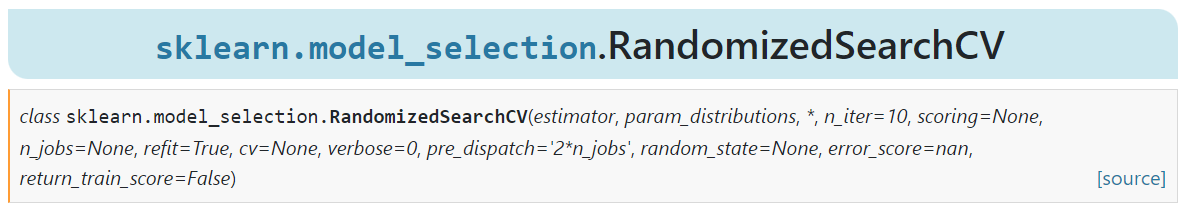 sklearn.model_selection.RandomizedSearchCV
class sklearn.model_selection.RandomizedSearchCV(estimator, param_distributions, *, n_iter=10, scoring=None,
n_jobs=None, refit=True, cv=None, verbose=0, pre_dispatch='2*n_jobs', random_state=None, error_score=nan,
return_train_score=False) [source]